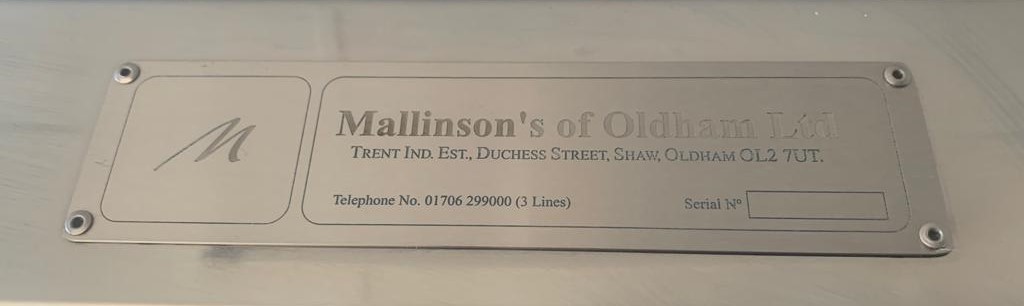 M
Mallinson's of Oldham Ltd
TRENT IND. EST., DUCHESS STREET, SHAW, OLDHAM OL2 7UT.
Telephone No. 01706 299000 (3 Lines)
Serial Nº